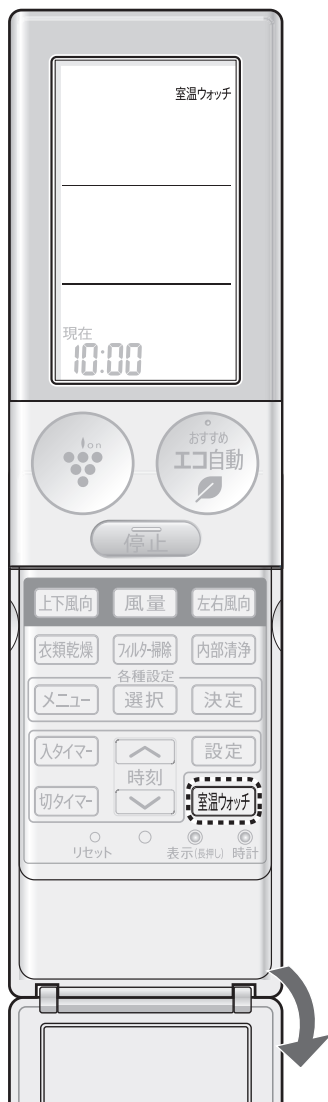 室温ウォッチ
現在
10:00
ion
おすすめ
エコ自動
停止
上下風向 風量 左右風向
衣類乾燥 フィルター掃除 内部清浄
各種設定
メニュー 選択 決定
入タイマー 設定
時刻
切タイマー 室温ウォッチ
リセット 表示(長押し) 時計